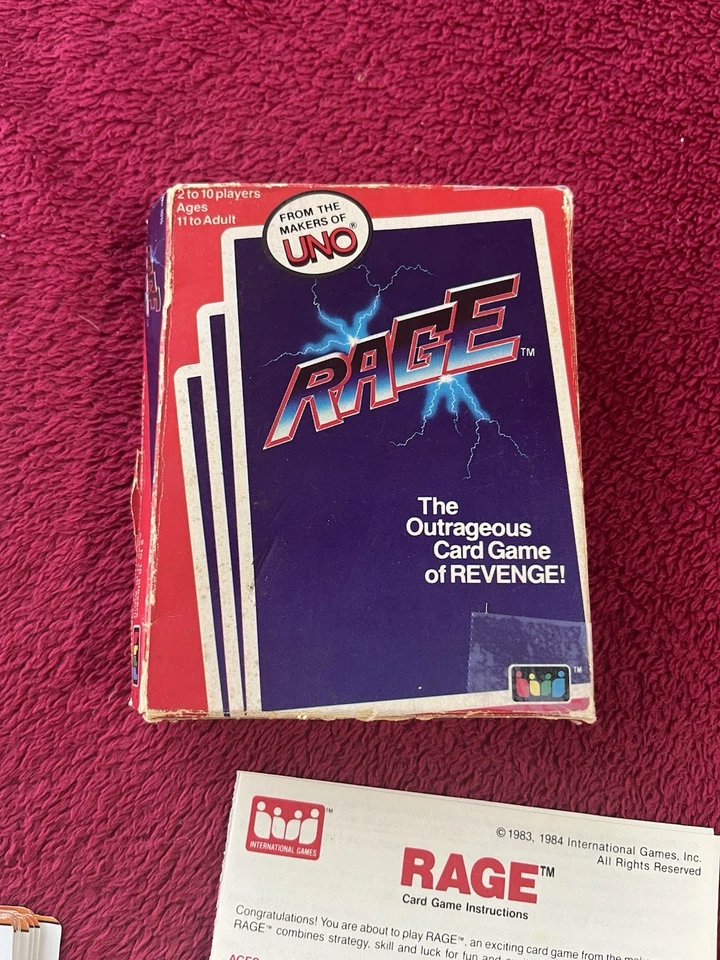 2 to 10 players
Ages
11 to Adult
FROM THE
MAKERS OF
UNO®
RAGE™
The
Outrageous
Card Game
of REVENGE!
TM
TM
INTERNATIONAL GAMES
©1983, 1984 International Games, Inc.
All Rights Reserved
RAGE™
Card Game Instructions
Congratulations! You are about to play RAGE™, an exciting card game from the
RAGE™ combines strategy, skill and luck for fun and